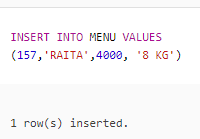 INSERT INTO MENU VALUES
(157,'RAITA',4000, '8 KG')
1 row(s) inserted.